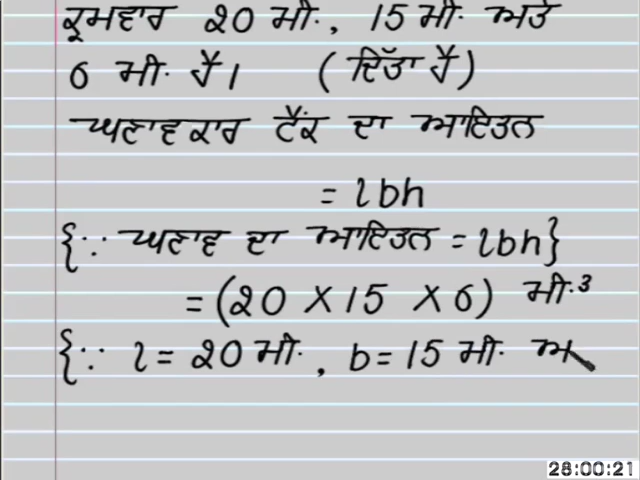 ਕ੍ਰਮਵਾਰ 20 ਮੀ., 15 ਮੀ. ਅਤੇ
6 ਮੀ. ਹੈ। (ਦਿੱਤਾ ਹੈ)
ਘਣਾਵਕਾਰ ਟੈਂਕ ਦਾ ਆਇਤਨ
= lbh
{∵ ਘਣਾਵ ਦਾ ਆਇਤਨ = lbh}
= (20 × 15 × 6) ਮੀ.³
{∵ l = 20 ਮੀ., b = 15 ਮੀ. ਅ
28:00:21